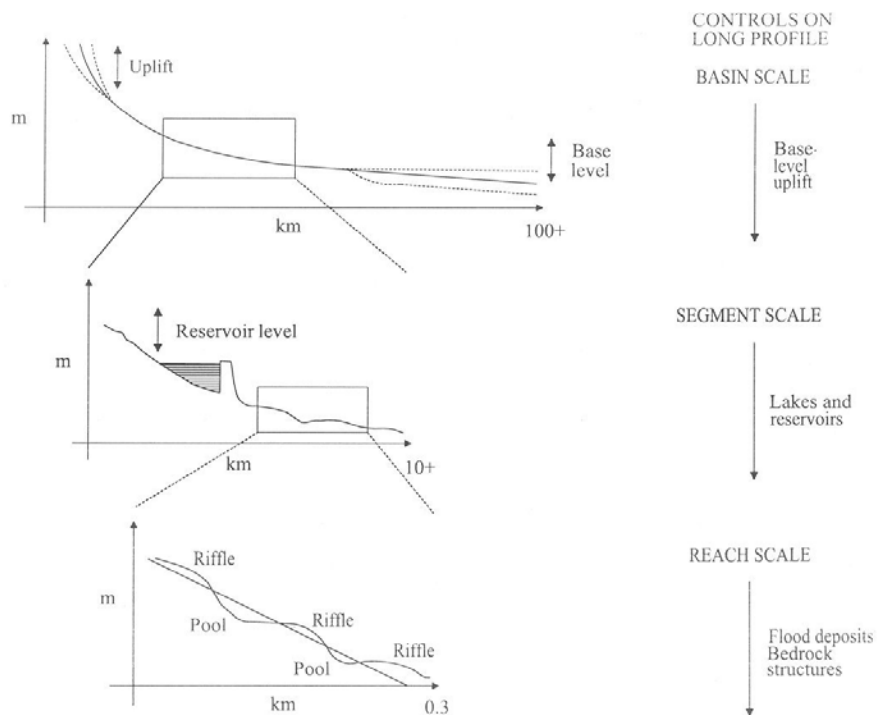 CONTROLS ON
LONG PROFILE
BASIN SCALE
Uplift
m
Base
level
Base-
level
uplift
km
100+
SEGMENT SCALE
Reservoir level
m
Lakes and
reservoirs
km
10+
REACH SCALE
Riffle
m
Pool
Riffle
Pool
Riffle
Flood deposits
Bedrock
structures
km
0.3